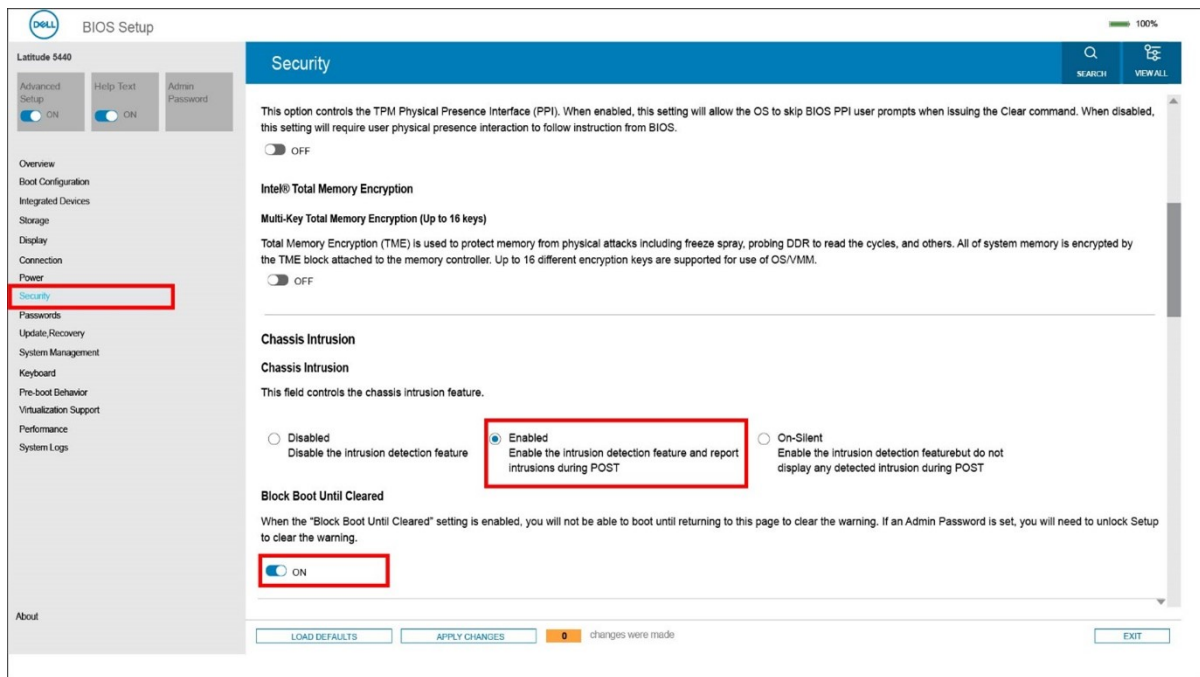 DELL
BIOS Setup
100%
Latitude 5440
Advanced
Setup
ON
Help Text
ON
Admin
Password
Overview
Boot Configuration
Integrated Devices
Storage
Display
Connection
Power
Security
Passwords
Update,Recovery
System Management
Keyboard
Pre-boot Behavior
Virtualization Support
Performance
System Logs
About
Security
SEARCH
VIEW ALL
This option controls the TPM Physical Presence Interface (PPI). When enabled, this setting will allow the OS to skip BIOS PPI user prompts when issuing the Clear command. When disabled,
this setting will require user physical presence interaction to follow instruction from BIOS.
OFF
Intel® Total Memory Encryption
Multi-Key Total Memory Encryption (Up to 16 keys)
Total Memory Encryption (TME) is used to protect memory from physical attacks including freeze spray, probing DDR to read the cycles, and others. All of system memory is encrypted by
the TME block attached to the memory controller. Up to 16 different encryption keys are supported for use of OS/VMM.
OFF
Chassis Intrusion
Chassis Intrusion
This field controls the chassis intrusion feature.
Disabled
Disable the intrusion detection feature
Enabled
Enable the intrusion detection feature and report
intrusions during POST
On-Silent
Enable the intrusion detection featurebut do not
display any detected intrusion during POST
Block Boot Until Cleared
When the "Block Boot Until Cleared" setting is enabled, you will not be able to boot until returning to this page to clear the warning. If an Admin Password is set, you will need to unlock Setup
to clear the warning.
ON
LOAD DEFAULTS
APPLY CHANGES
0
changes were made
EXIT